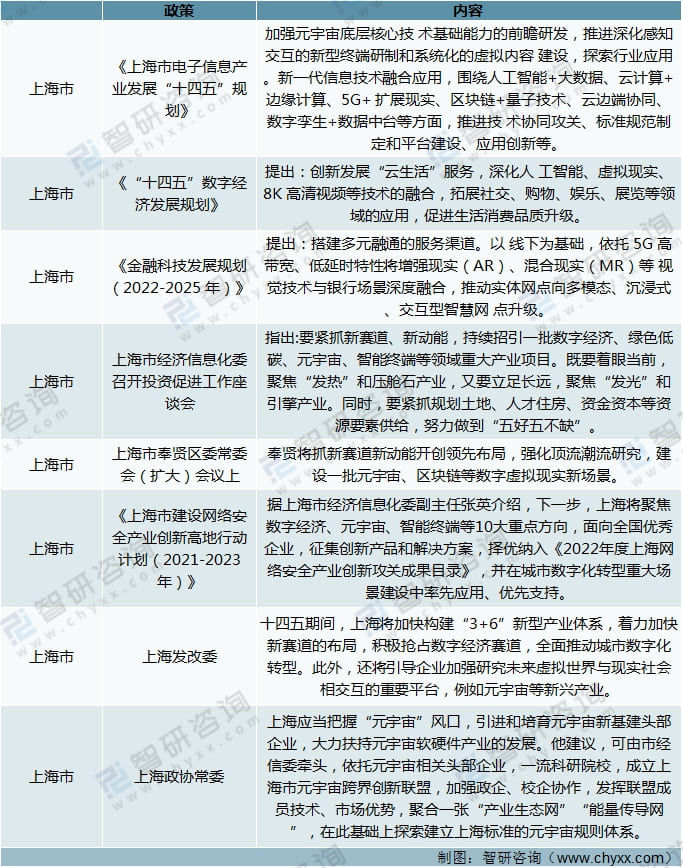 政策 内容
上海市
《上海市电子信息产
业发展“十四五”规
划》
加强元宇宙底层核心技 术基础能力的前瞻研发，推进深化感知
交互的新型终端研制和系统化的虚拟内容 建设，探索行业应用
。新一代信息技术融合应用，围绕人工智能+大数据、云计算+
边缘计算、5G+ 扩展现实、区块链+量子技术、云边端协同、
数字孪生+数据中台等方面，推进技 术协同攻关、标准规范制
定和平台建设、应用创新等。
上海市
《“十四五”数字经
济发展规划》
提出：创新发展“云生活”服务，深化人 工智能、虚拟现实、
8K 高清视频等技术的融合，拓展社交、购物、娱乐、展览等领
域的应用，促进生活消费品质升级。
上海市
《金融科技发展规划
（2022-2025 年）》
提出：搭建多元融通的服务渠道。以 线下为基础，依托 5G 高
带宽、低延时特性将增强现实（AR）、混合现实（MR）等 视
觉技术与银行场景深度融合，推动实体网点向多模态、沉浸式
、交互型智慧网 点升级。
上海市
上海市经济信息化委
召开投资促进工作座
谈会
指出:要紧抓新赛道、新动能，持续招引一批数字经济、绿色低
碳、元宇宙、智能终端等领域重大产业项目。既要着眼当前，
聚焦“发热”和压舱石产业，又要立足长远，聚焦“发光”和
引擎产业。同时，要紧抓规划土地、人才住房、资金资本等资
源要素供给，努力做到“五好五不缺”。
上海市
上海市奉贤区委常委
会（扩大）会议上
奉贤将抓新赛道新动能开创领先布局，强化顶流潮流研究，建
设一批元宇宙、区块链等数字虚拟现实新场景。
上海市
《上海市建设网络安
全产业创新高地行动
计划（2021-2023
年）》
据上海市经济信息化委副主任张英介绍，下一步，上海将聚焦
数字经济、元宇宙、智能终端等10大重点方向，面向全国优秀
企业，征集创新产品和解决方案，择优纳入《2022年度上海网
络安全产业创新攻关成果目录》，并在城市数字化转型重大场
景建设中率先应用、优先支持。
上海市
上海发改委
十四五期间，上海将加快构建“3+6”新型产业体系，着力加快
新赛道的布局，积极抢占数字经济赛道，全面推动城市数字化
转型。此外，还将引导企业加强研究未来虚拟世界与现实社会
相交互的重要平台，例如元宇宙等新兴产业。
上海市
上海政协常委
上海应当把握“元宇宙”风口，引进和培育元宇宙新基建头部
企业，大力扶持元宇宙软硬件产业的发展。他建议，可由市经
信委牵头，依托元宇宙相关头部企业，一流科研院校，成立上
海市元宇宙跨界创新联盟，加强政企、校企协作，发挥联盟成
员技术、市场优势，聚合一张“产业生态网”“能量传导网
”，在此基础上探索建立上海标准的元宇宙规则体系。
制图：智研咨询（www.chyxx.com）